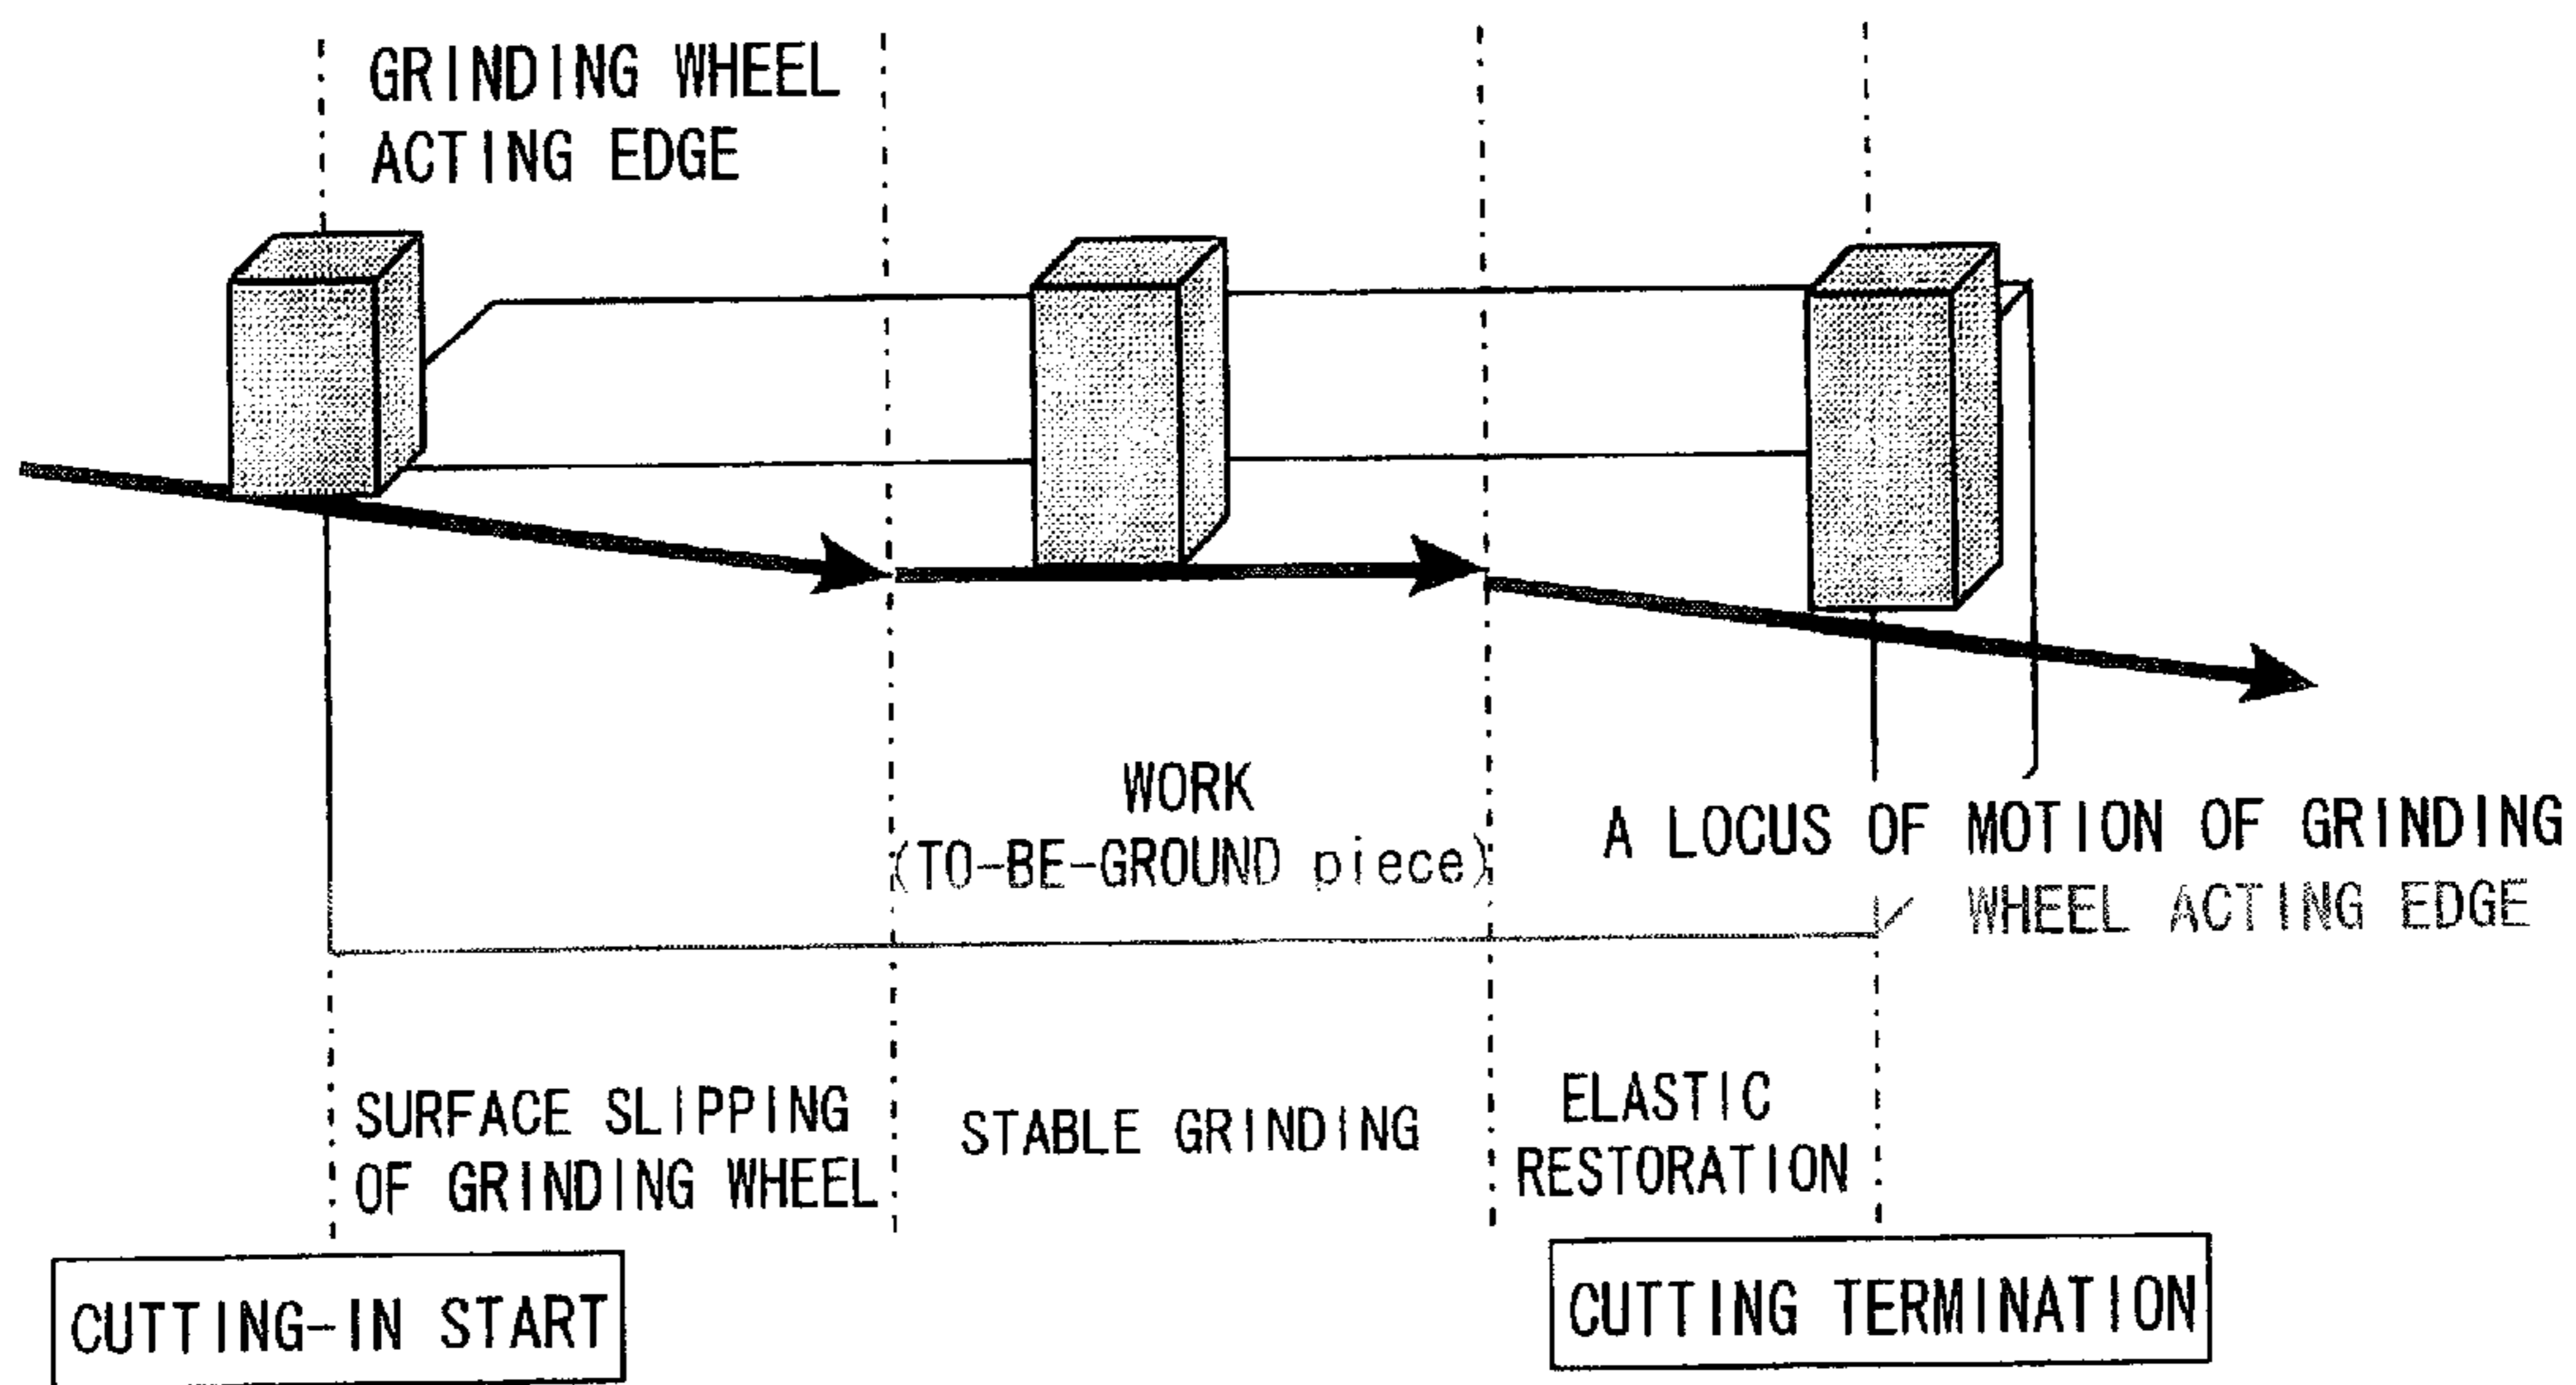 GRINDING WHEEL
ACTING EDGE
WORK
(TO-BE-GROUND piece)
A LOCUS OF MOTION OF GRINDING
WHEEL ACTING EDGE
SURFACE SLIPPING
OF GRINDING WHEEL
STABLE GRINDING
ELASTIC
RESTORATION
CUTTING-IN START
CUTTING TERMINATION